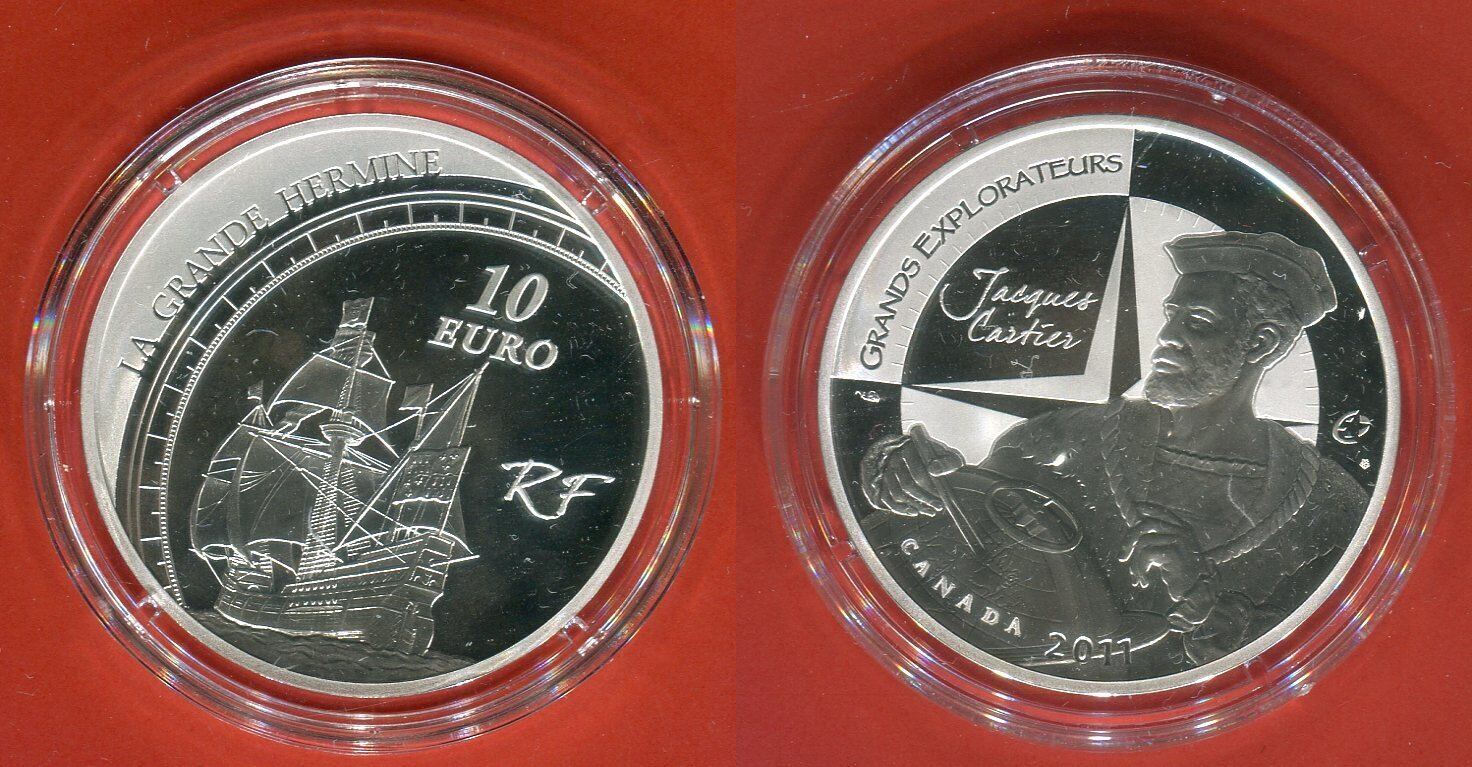 LA GRANDE HERMINE
10
EURO
RF
GRANDS EXPLORATEURS
Jacques
Cartier
CANADA
2011